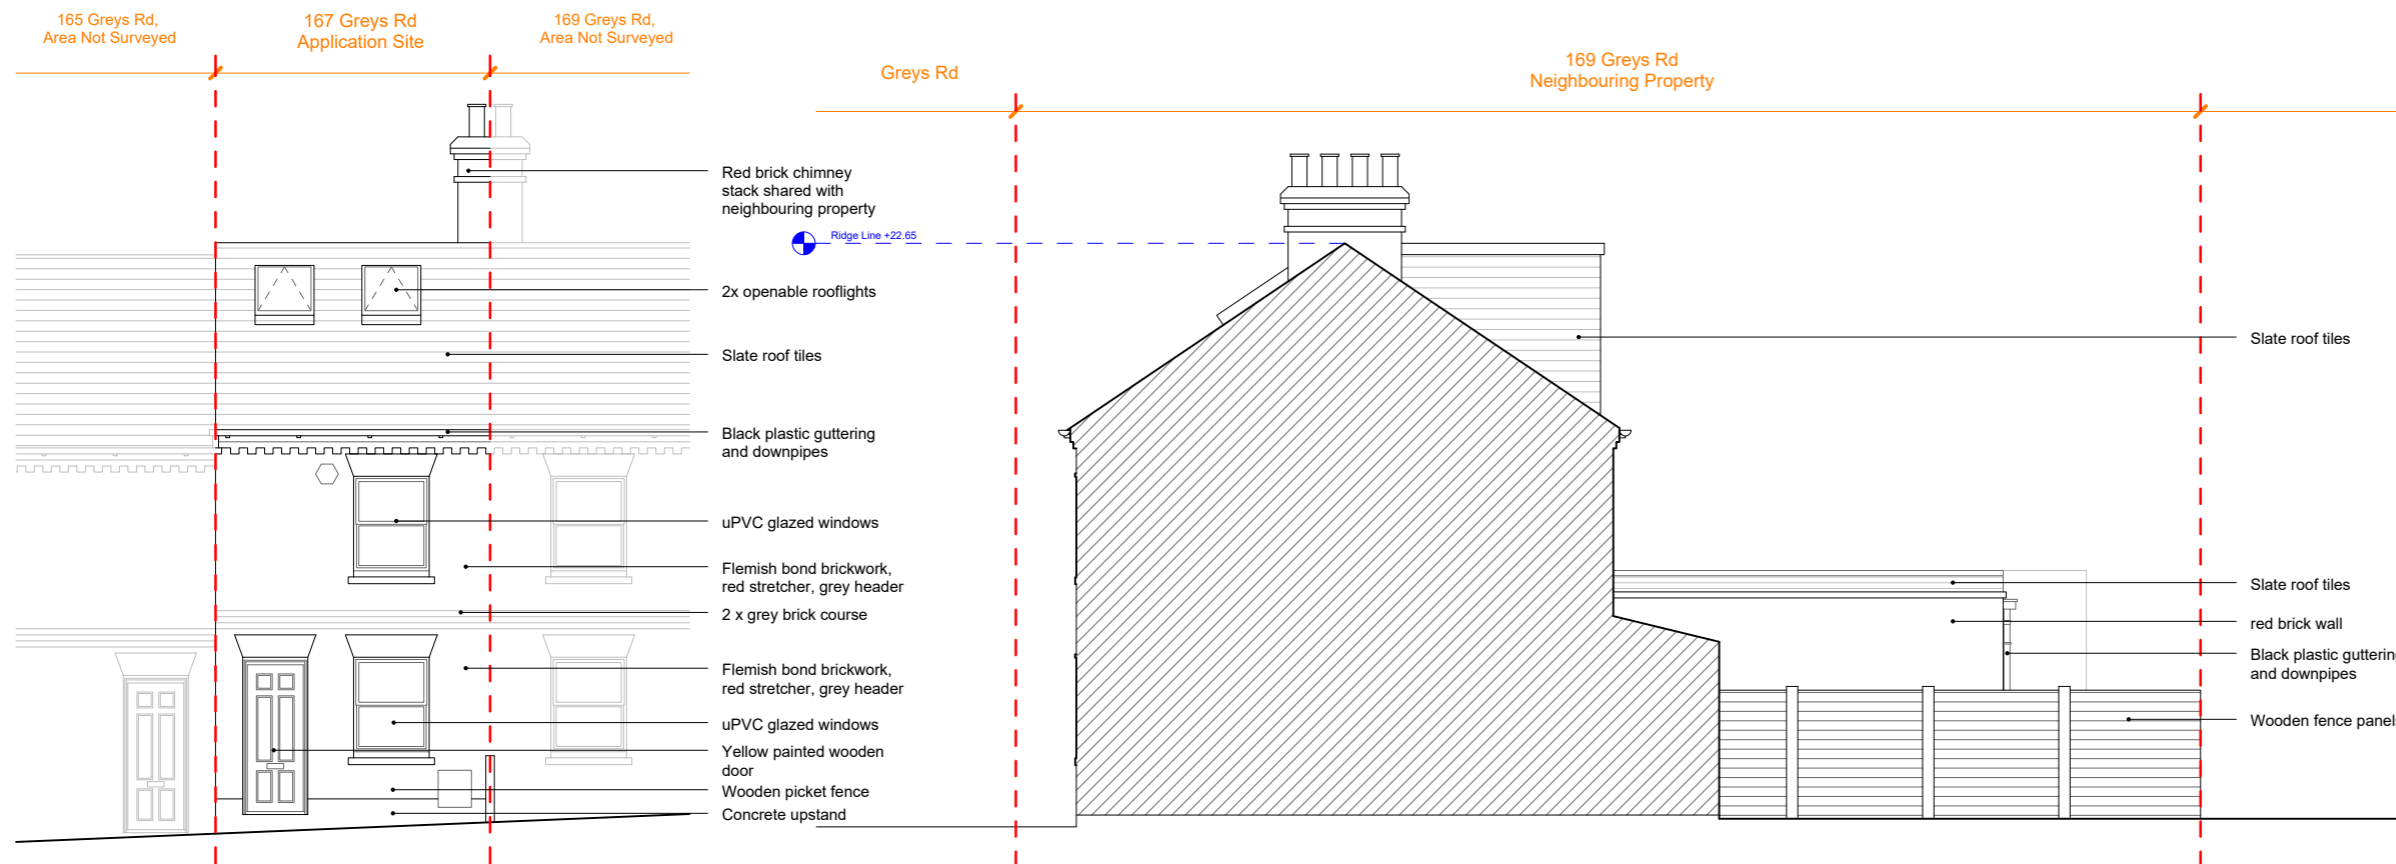 165 Greys Rd,
Area Not Surveyed
167 Greys Rd
Application Site
169 Greys Rd,
Area Not Surveyed
Greys Rd
169 Greys Rd
Neighbouring Property
Red brick chimney
stack shared with
neighbouring property
Ridge Line +22.65
2x openable rooflights
Slate roof tiles
Black plastic guttering
and downpipes
uPVC glazed windows
Flemish bond brickwork,
red stretcher, grey header
2 x grey brick course
Flemish bond brickwork,
red stretcher, grey header
uPVC glazed windows
Yellow painted wooden
door
Wooden picket fence
Concrete upstand
Slate roof tiles
Slate roof tiles
red brick wall
Black plastic guttering
and downpipes
Wooden fence panels